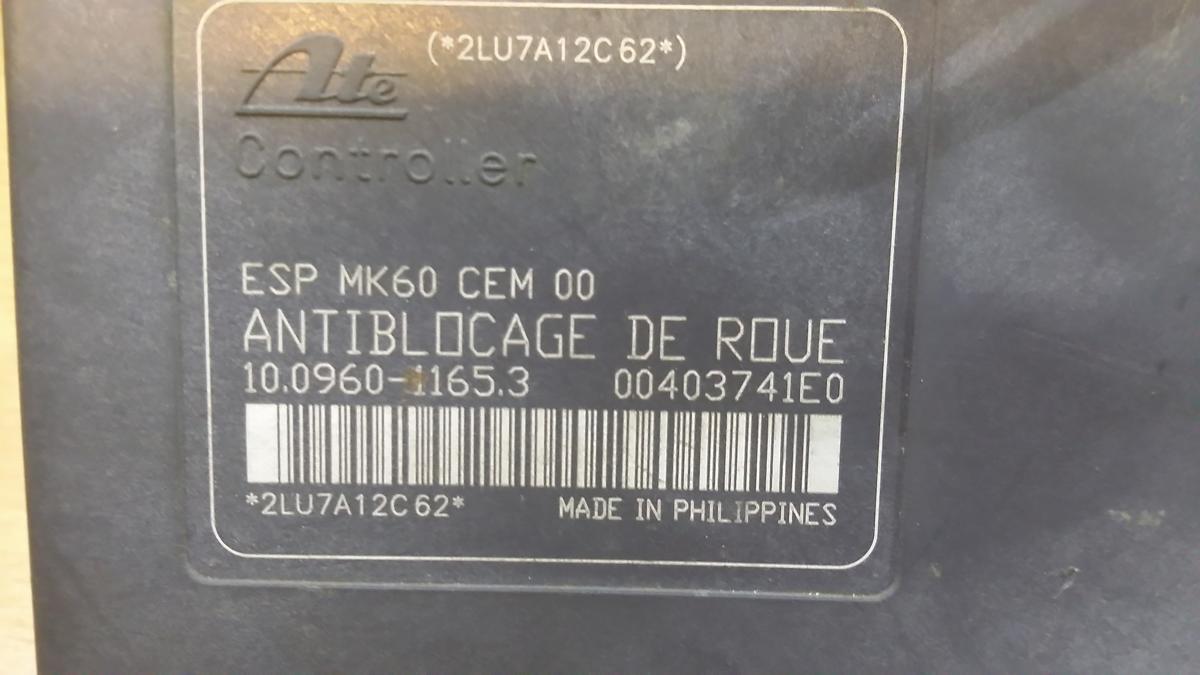 (*2LU7A12C62*)
Ate
Controller
ESP MK60 CEM 00
ANTIBLOCAGE DE ROUE
10.0960-1165.3 00403741E0
*2LU7A12C62* MADE IN PHILIPPINES